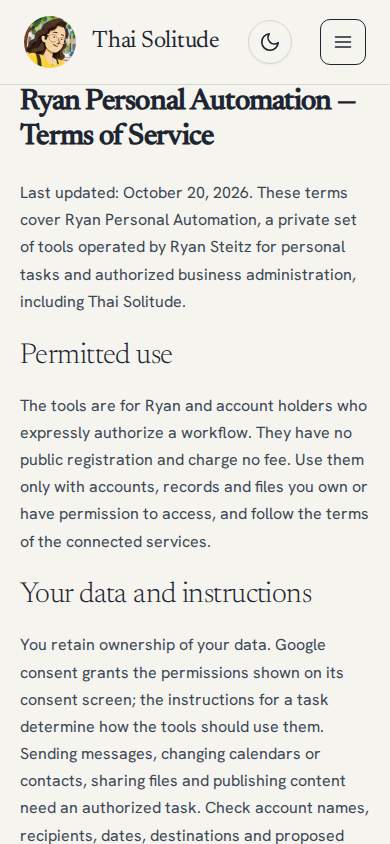 Thai Solitude
Ryan Personal Automation —
Terms of Service
Last updated: October 20, 2026. These terms
cover Ryan Personal Automation, a private set
of tools operated by Ryan Steitz for personal
tasks and authorized business administration,
including Thai Solitude.
Permitted use
The tools are for Ryan and account holders who
expressly authorize a workflow. They have no
public registration and charge no fee. Use them
only with accounts, records and files you own or
have permission to access, and follow the terms
of the connected services.
Your data and instructions
You retain ownership of your data. Google
consent grants the permissions shown on its
consent screen; the instructions for a task
determine how the tools should use them.
Sending messages, changing calendars or
contacts, sharing files and publishing content
need an authorized task. Check account names,
recipients, dates, destinations and proposed